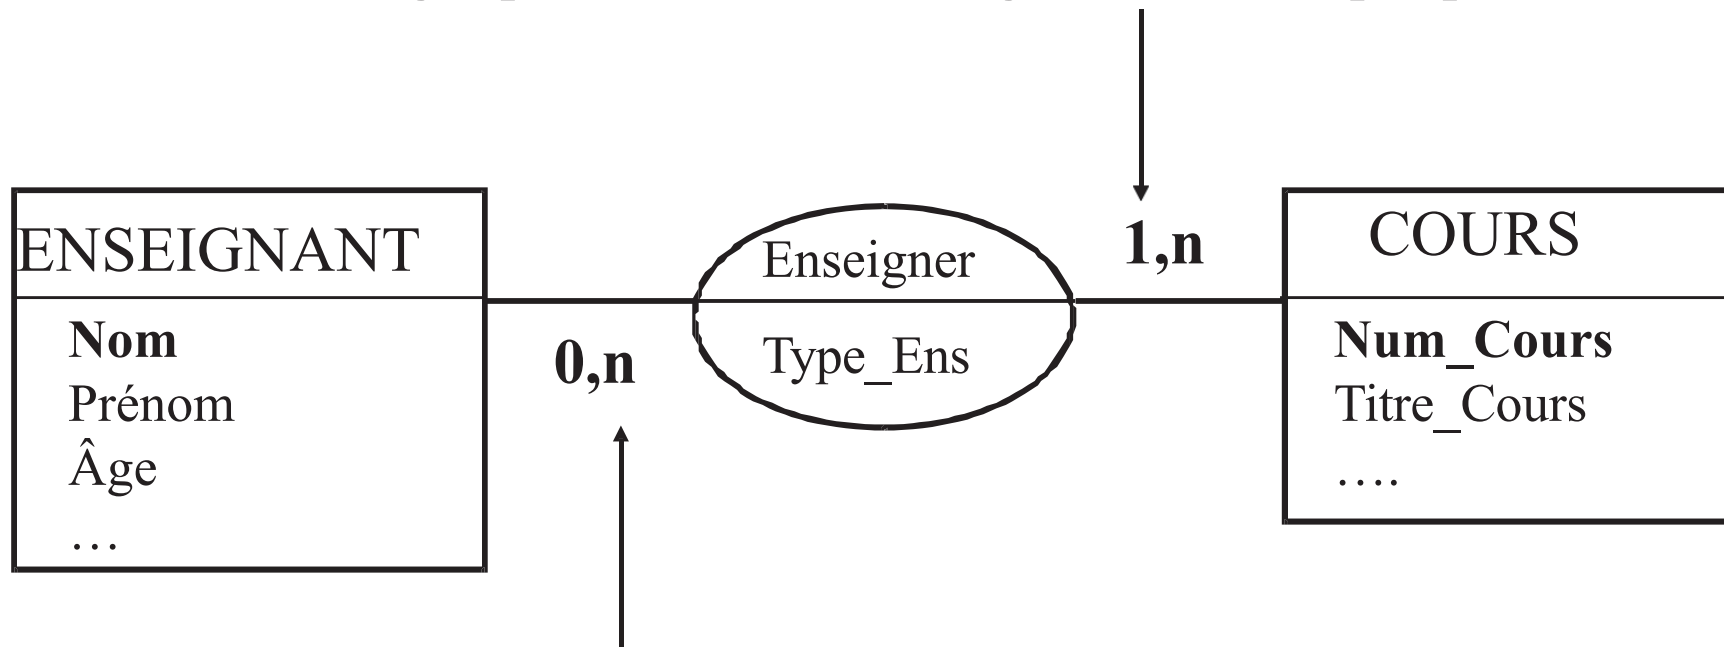 ENSEIGNANT
Nom
Prénom
Âge
…
0,n
Enseigner
Type_Ens
1,n
COURS
Num_Cours
Titre_Cours
….